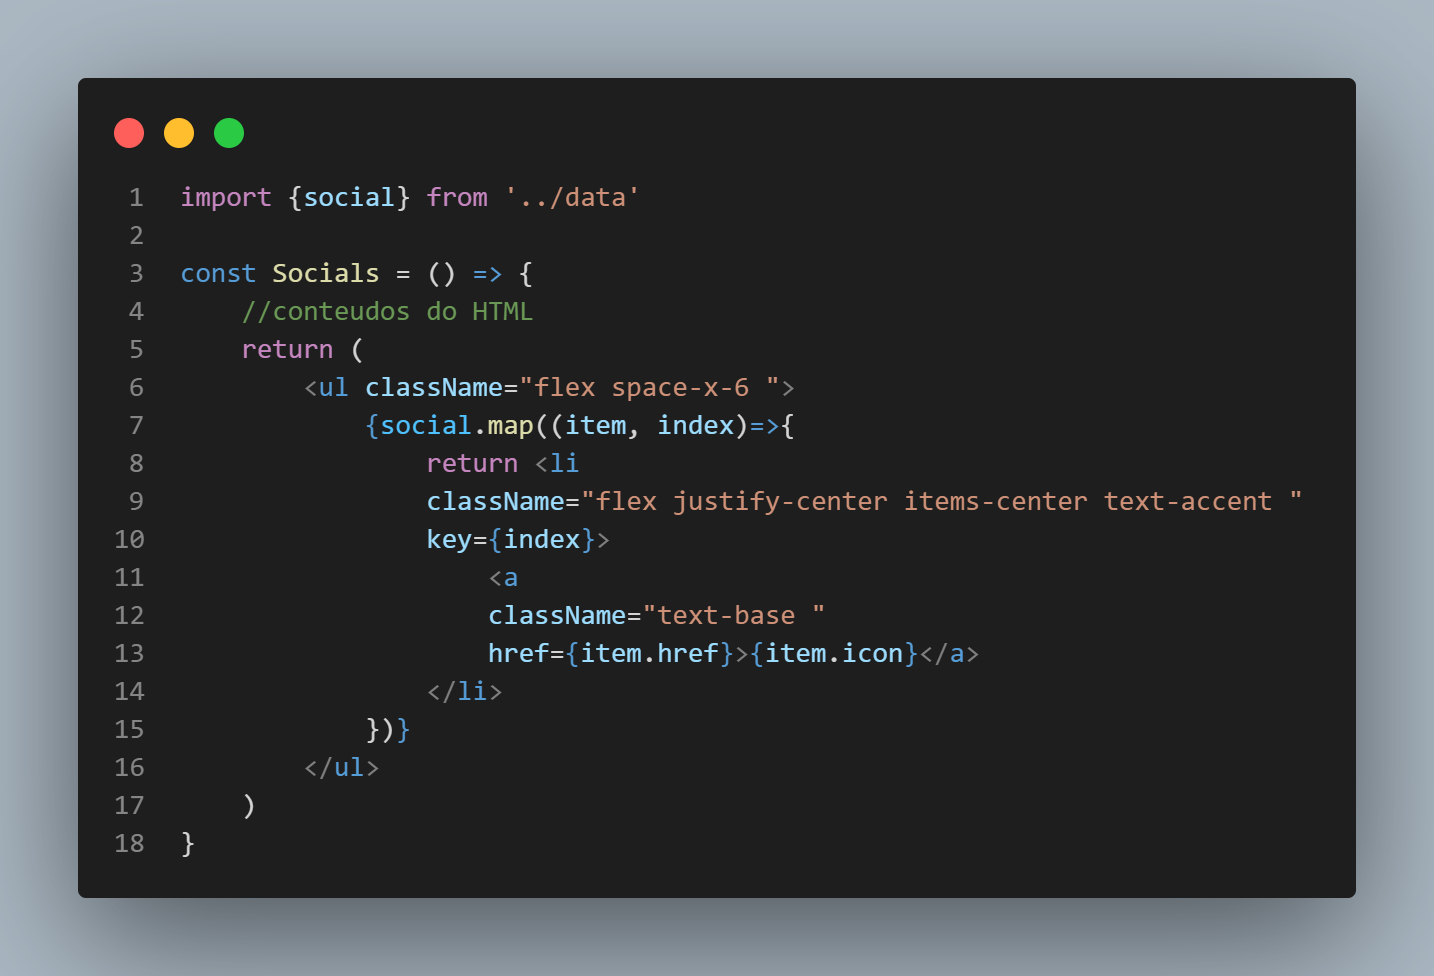 1 import {social} from '../data'
2
3 const Socials = () => {
4     //conteudos do HTML
5     return (
6         <ul className="flex space-x-6 ">
7             {social.map((item, index)=>{
8                 return <li
9                 className="flex justify-center items-center text-accent "
10                 key={index}>
11                     <a
12                     className="text-base "
13                     href={item.href}>{item.icon}</a>
14                 </li>
15             })}
16         </ul>
17     )
18 }